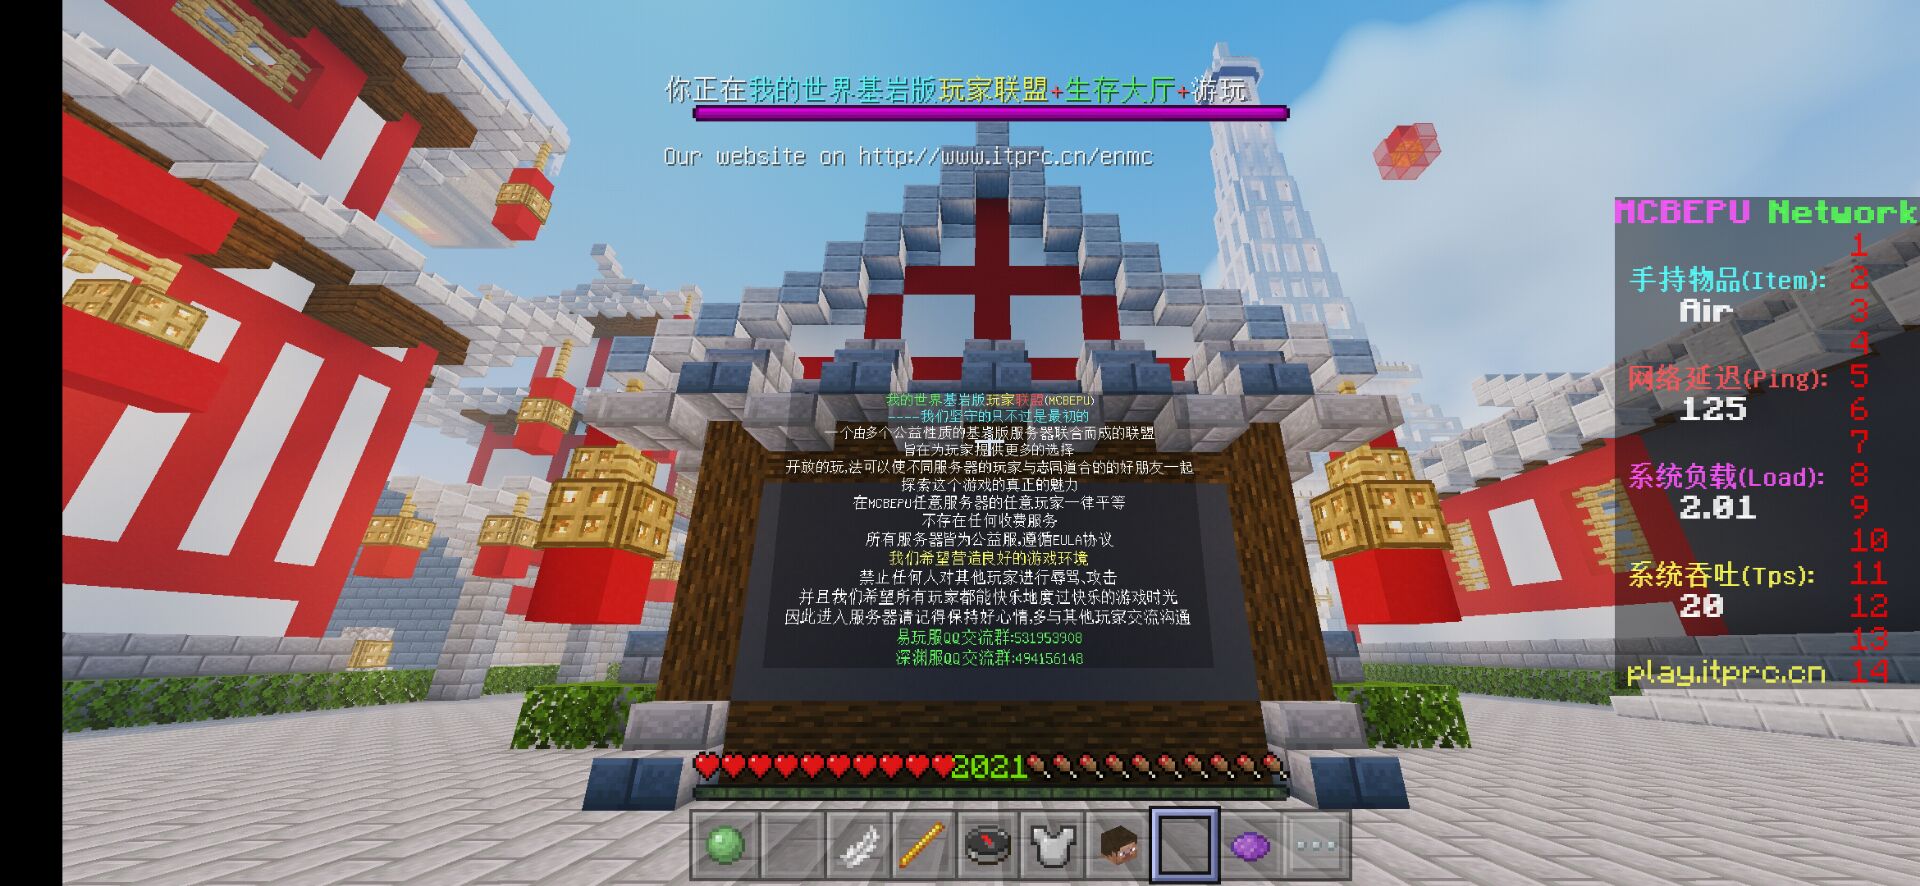 你正在我的世界基岩版玩家联盟+生存大厅+游玩
Our website on http://www.itprc.cn/enmc
MCBEPU Network
1
手持物品(Item): 2
Air 3
4
网络延迟(Ping): 5
125 6
7
系统负载(Load): 8
2.01 9
10
系统吞吐(Tps): 11
20 12
13
play.itprc.cn 14
我的世界基岩版玩家联盟(MCBEPU)
----我们坚守的只不过是最初的
一个由多个公益性质的基岩版服务器联合而成的联盟
旨在为玩家提供更多的选择
开放的玩,法可以使不同服务器的玩家与志同道合的的好朋友一起
探索这个游戏的真正的魅力
在MCBEPU任意服务器的任意玩家一律平等
不存在任何收费服务
所有服务器皆为公益服,遵循EULA协议
我们希望营造良好的游戏环境
禁止任何人对其他玩家进行辱骂,攻击
并且我们希望所有玩家都能快乐地度过快乐的游戏时光
因此进入服务器请记得保持好心情,多与其他玩家交流沟通
易玩服QQ交流群:531953908
深渊服QQ交流群:494156148
2021